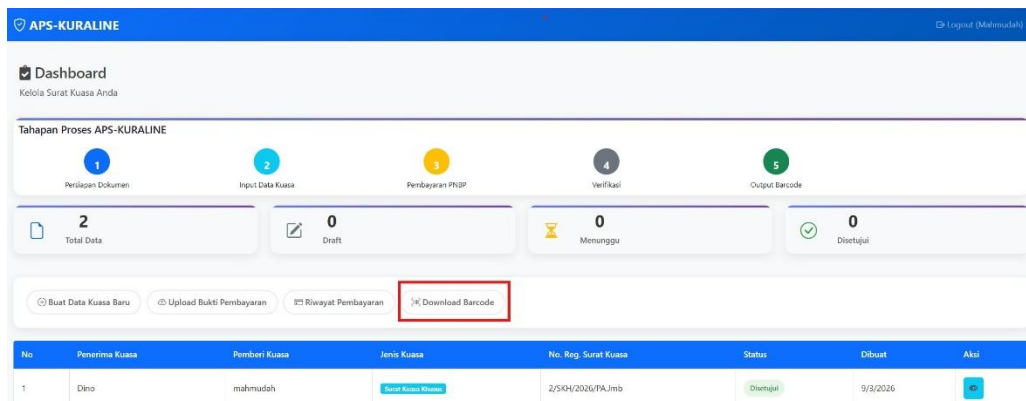 APS-KURALINE
Logout (Mahmudah)
Dashboard
Kelola Surat Kuasa Anda
Tahapan Proses APS-KURALINE
1 2 3 4 5
Persiapan Dokumen Input Data Kuasa Pembayaran PNBP Verifikasi Output Barcode
2 0 0 0
Total Data Draft Menunggu Disetujui
Buat Data Kuasa Baru Upload Bukti Pembayaran Riwayat Pembayaran Download Barcode
No Penerima Kuasa Pemberi Kuasa Jenis Kuasa No. Reg. Surat Kuasa Status Dibuat Aksi
1 Dino mahmudah Surat Kuasa Khusus 2/SKH/2026/PA.Jmb Disetujui 9/3/2026